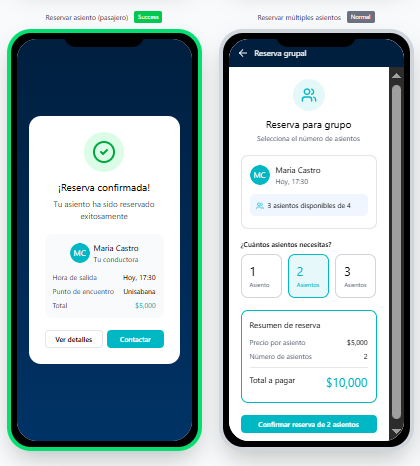 Reservar asiento (pasajero) Success
¡Reserva confirmada!
Tu asiento ha sido reservado
exitosamente
MC
Maria Castro
Tu conductora
Hora de salida Hoy, 17:30
Punto de encuentro Unisabana
Total $5,000
Ver detalles Contactar
Reservar múltiples asientos Normal
Reserva grupal
Reserva para grupo
Selecciona el número de asientos
MC
Maria Castro
Hoy, 17:30
3 asientos disponibles de 4
¿Cuántos asientos necesitas?
1 2 3
Asiento Asientos Asientos
Resumen de reserva
Precio por asiento $5,000
Número de asientos 2
Total a pagar $10,000
Confirmar reserva de 2 asientos